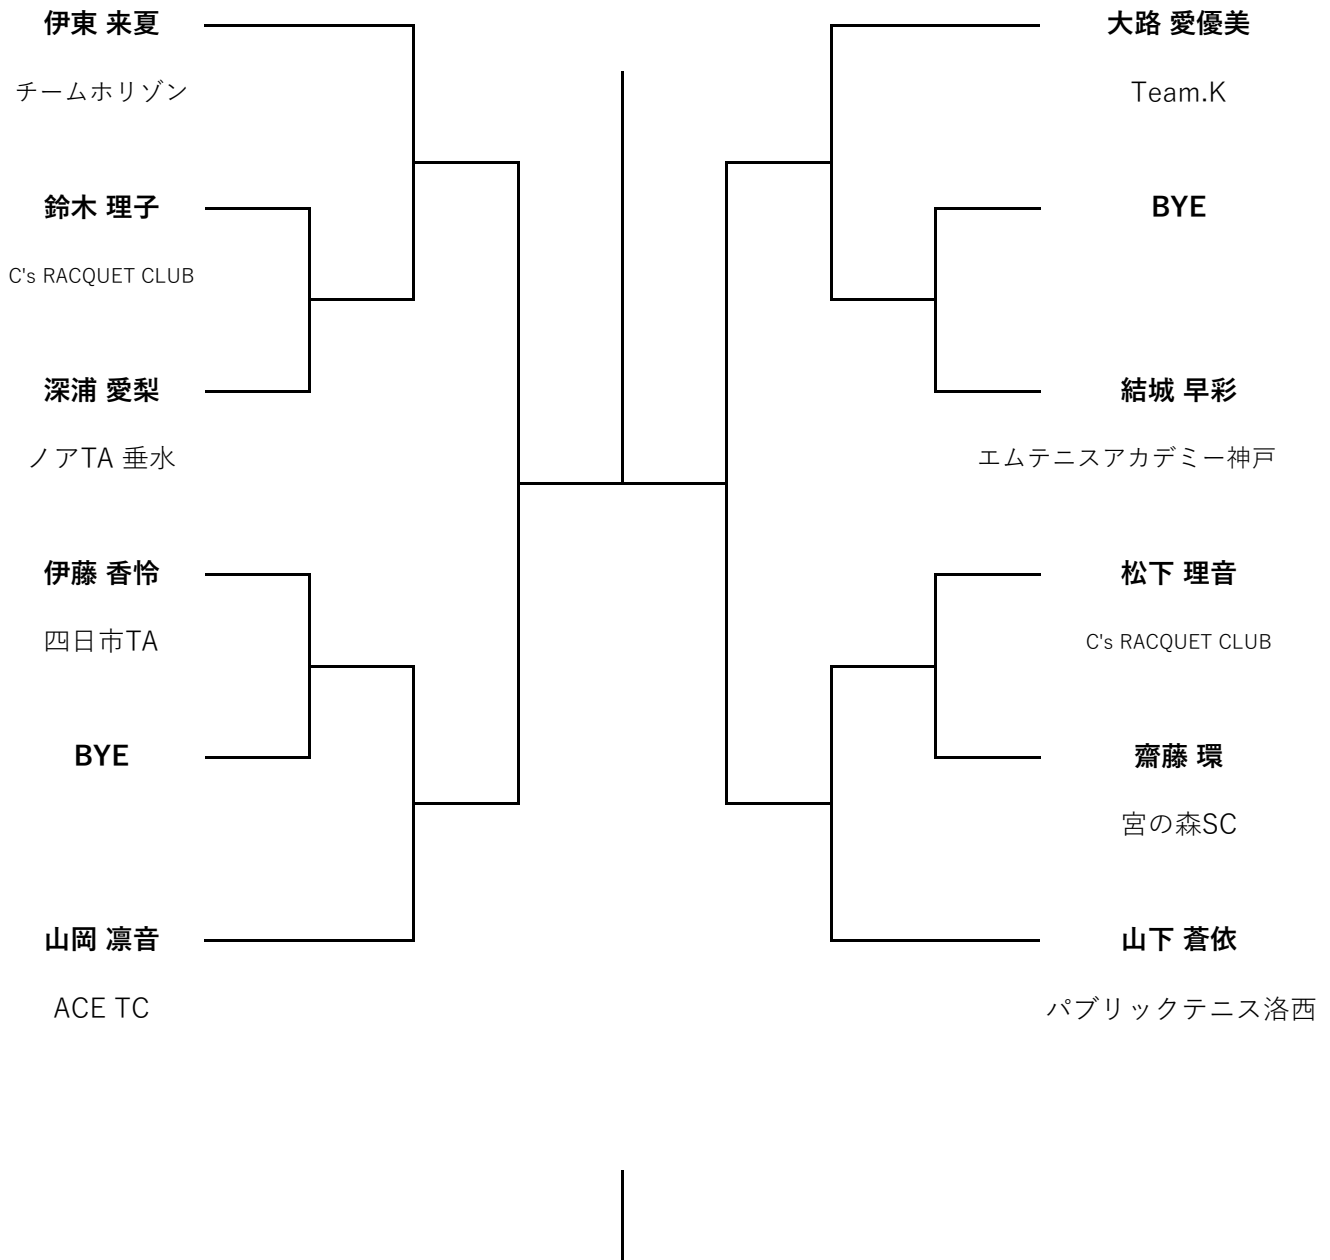 伊東 来夏
チームホリゾン
鈴木 理子
C's RACQUET CLUB
深浦 愛梨
ノアTA 垂水
伊藤 香怜
四日市TA
BYE
山岡 凛音
ACE TC
大路 愛優美
Team.K
BYE
結城 早彩
エムテニスアカデミー神戸
松下 理音
C's RACQUET CLUB
齋藤 環
宮の森SC
山下 蒼依
パブリックテニス洛西